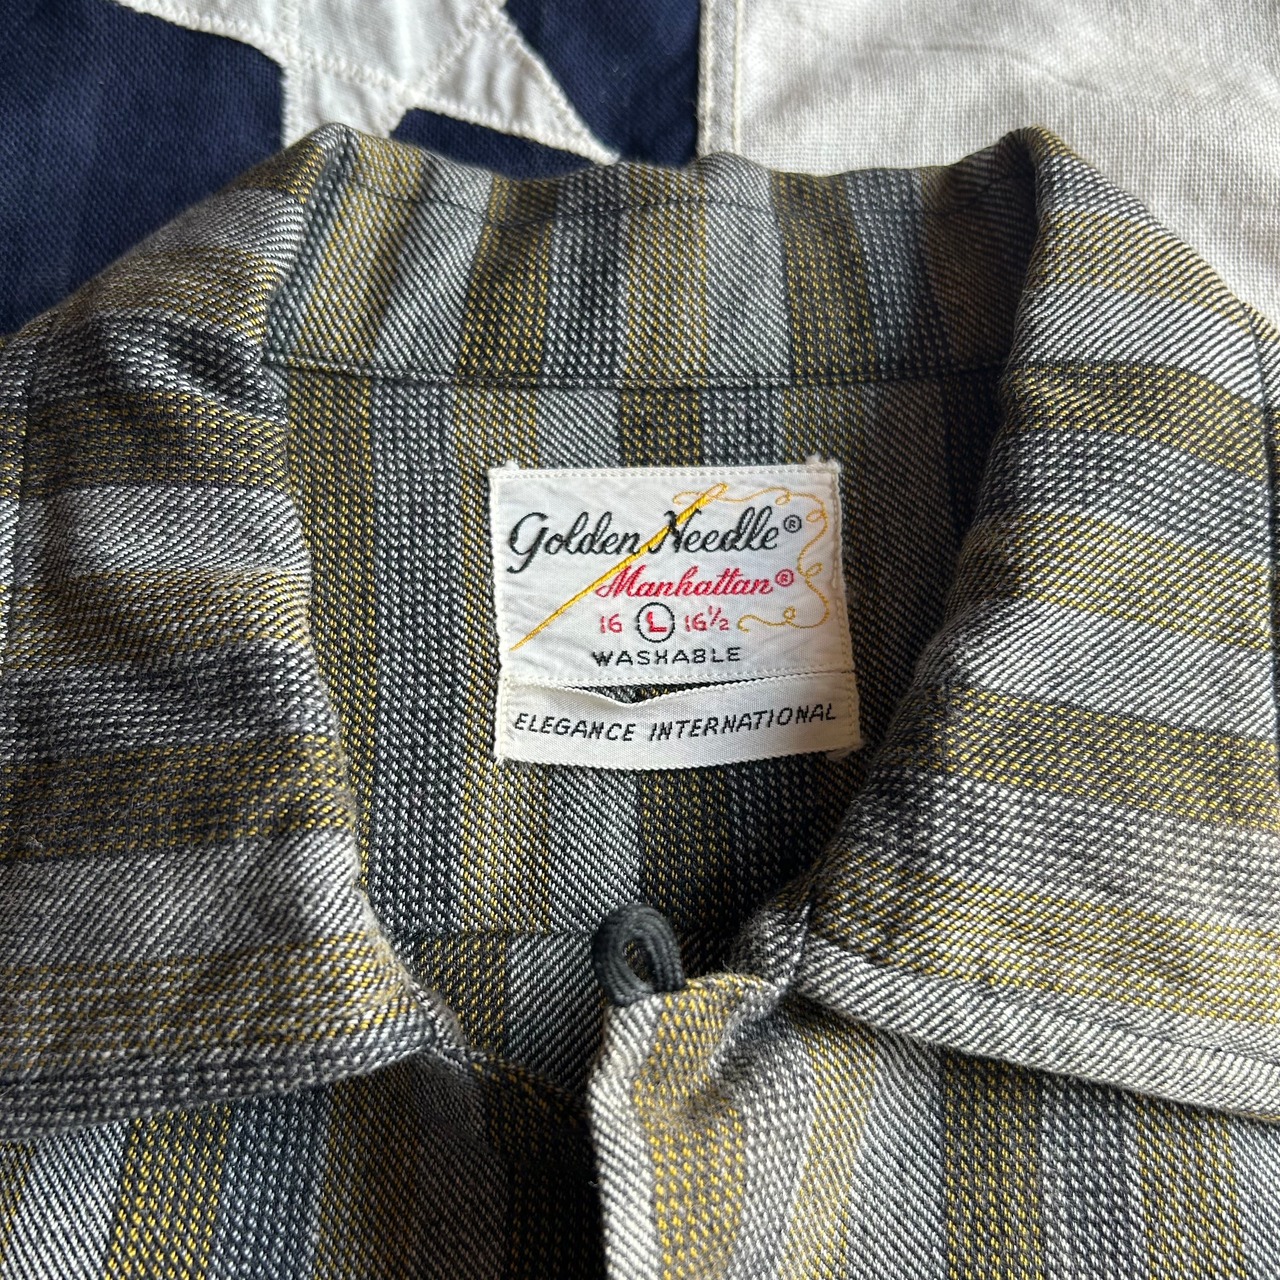 Golden Needle®
Manhattan®
16 L 16½
WASHABLE
ELEGANCE INTERNATIONAL